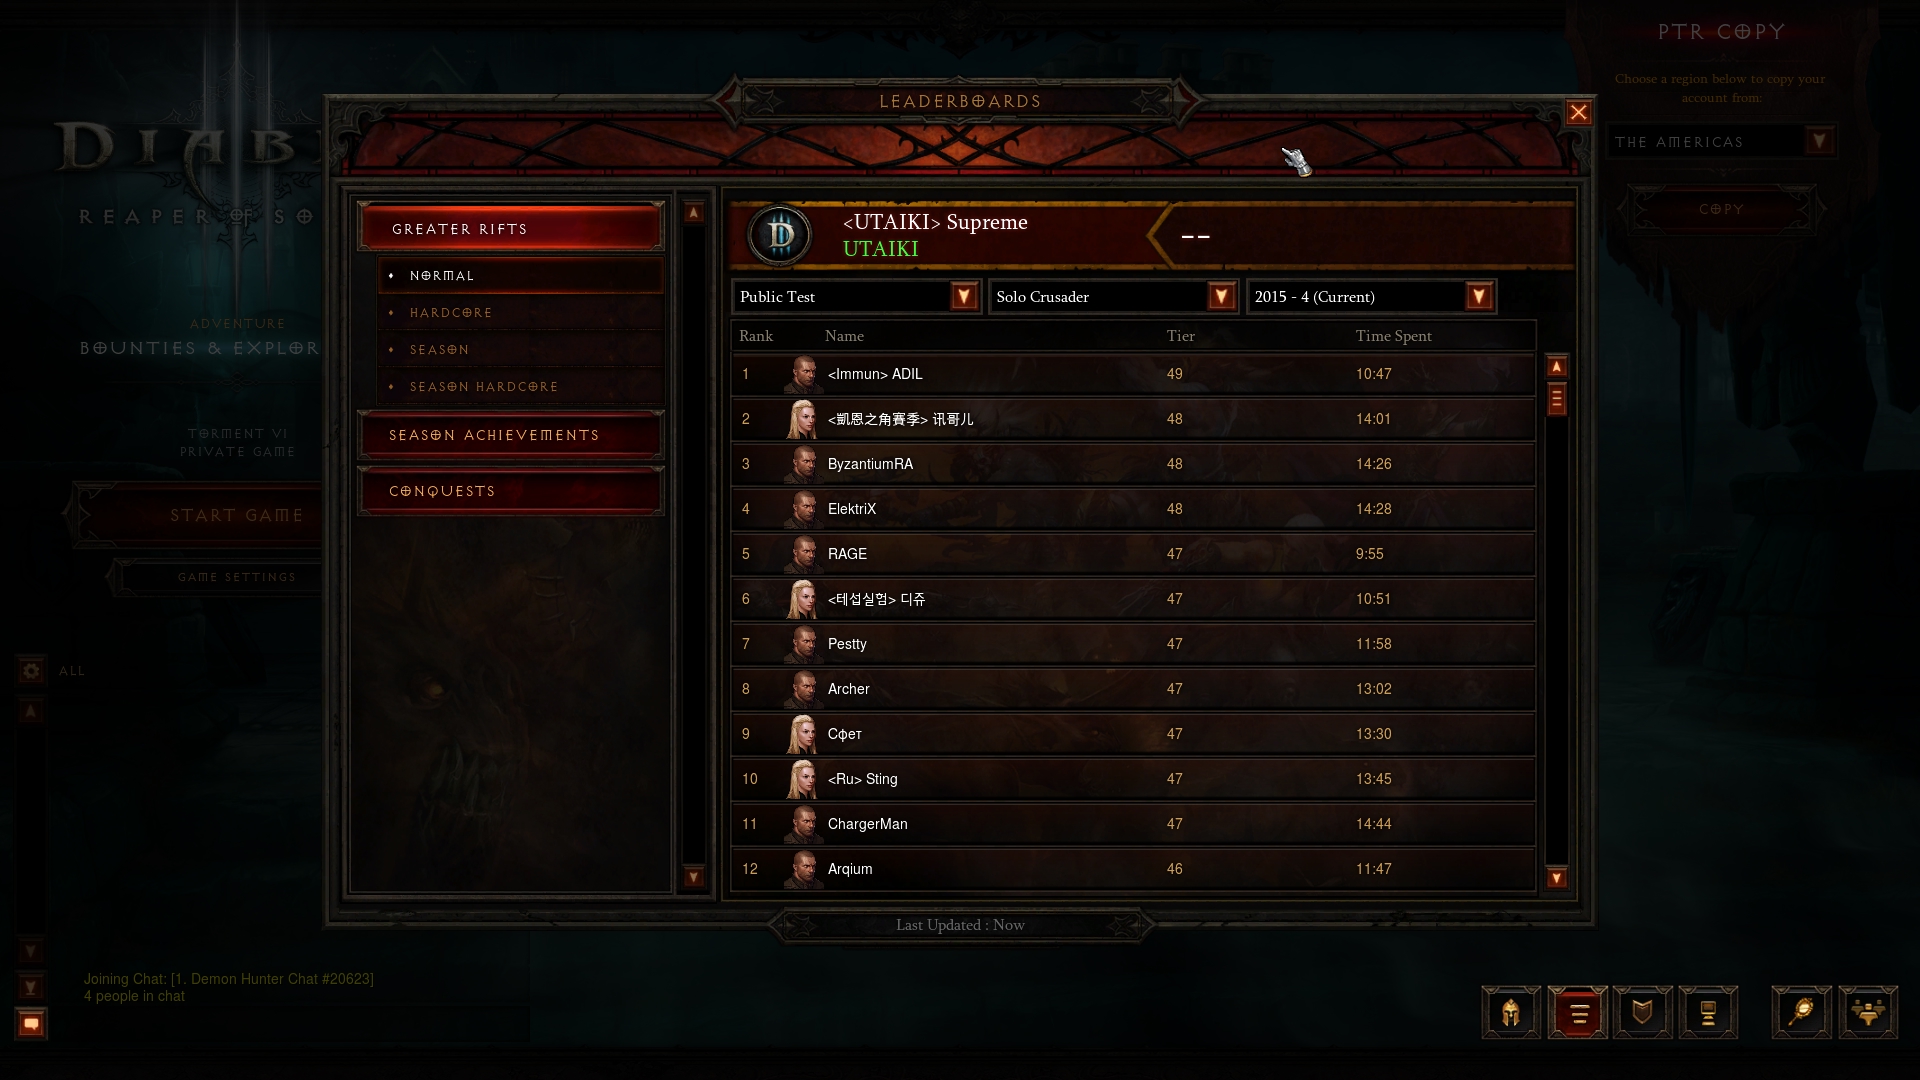 PTR COPY
Choose a region below to copy your
account from:
THE AMERICAS
COPY
LEADERBOARDS
DIAB
REAPER OF SO
ADVENTURE
BOUNTIES & EXPLOR
TORMENT VI
PRIVATE GAME
START GAME
GAME SETTINGS
ALL
GREATER RIFTS
NORMAL
HARDCORE
SEASON
SEASON HARDCORE
SEASON ACHIEVEMENTS
CONQUESTS
<UTAIKI> Supreme
UTAIKI
--
Public Test Solo Crusader 2015 - 4 (Current)
Rank Name Tier Time Spent
1 <Immun> ADIL 49 10:47
2 <凱恩之角賽季> 讯哥儿 48 14:01
3 ByzantiumRA 48 14:26
4 ElektriX 48 14:28
5 RAGE 47 9:55
6 <테섭실험> 디쥬 47 10:51
7 Pestty 47 11:58
8 Archer 47 13:02
9 Сфет 47 13:30
10 <Ru> Sting 47 13:45
11 ChargerMan 47 14:44
12 Arqium 46 11:47
Last Updated : Now
Joining Chat: [1. Demon Hunter Chat #20623]
4 people in chat